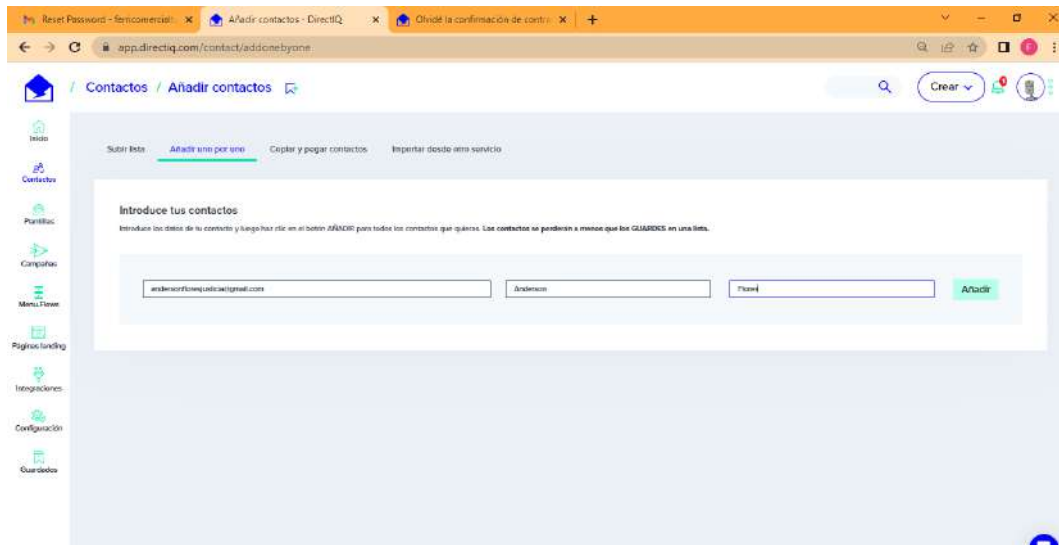 Reset Password - ferricomercial
Añadir contactos - DirectIQ
Olvidé la confirmación de contra
app.directiq.com/contact/addonebyone
/ Contactos / Añadir contactos
Crear
Inicio
Contactos
Plantillas
Campañas
Menu.Flows
Páginas landing
Integraciones
Configuración
Guardados
Subir lista
Añadir uno por uno
Copiar y pegar contactos
Importar desde otro servicio
Introduce tus contactos
Introduce los datos de tu contacto y luego haz clic en el botón AÑADIR para todos los contactos que quieras. Los contactos se perderán a menos que los GUARDES en una lista.
Anderson
Flores
Añadir